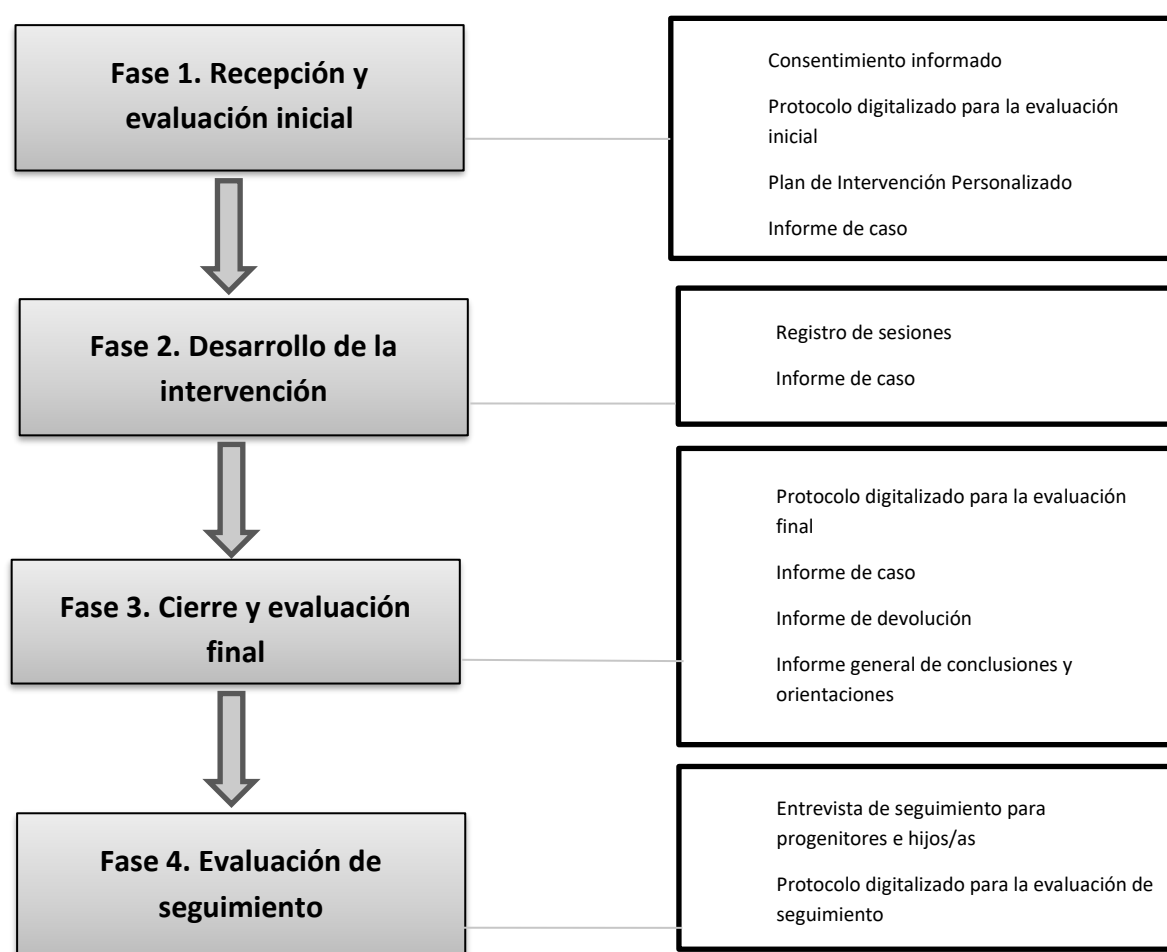 Fase 1. Recepción y
evaluación inicial
Consentimiento informado
Protocolo digitalizado para la evaluación
inicial
Plan de Intervención Personalizado
Informe de caso
Fase 2. Desarrollo de la
intervención
Registro de sesiones
Informe de caso
Fase 3. Cierre y evaluación
final
Protocolo digitalizado para la evaluación
final
Informe de caso
Informe de devolución
Informe general de conclusiones y
orientaciones
Fase 4. Evaluación de
seguimiento
Entrevista de seguimiento para
progenitores e hijos/as
Protocolo digitalizado para la evaluación de
seguimiento